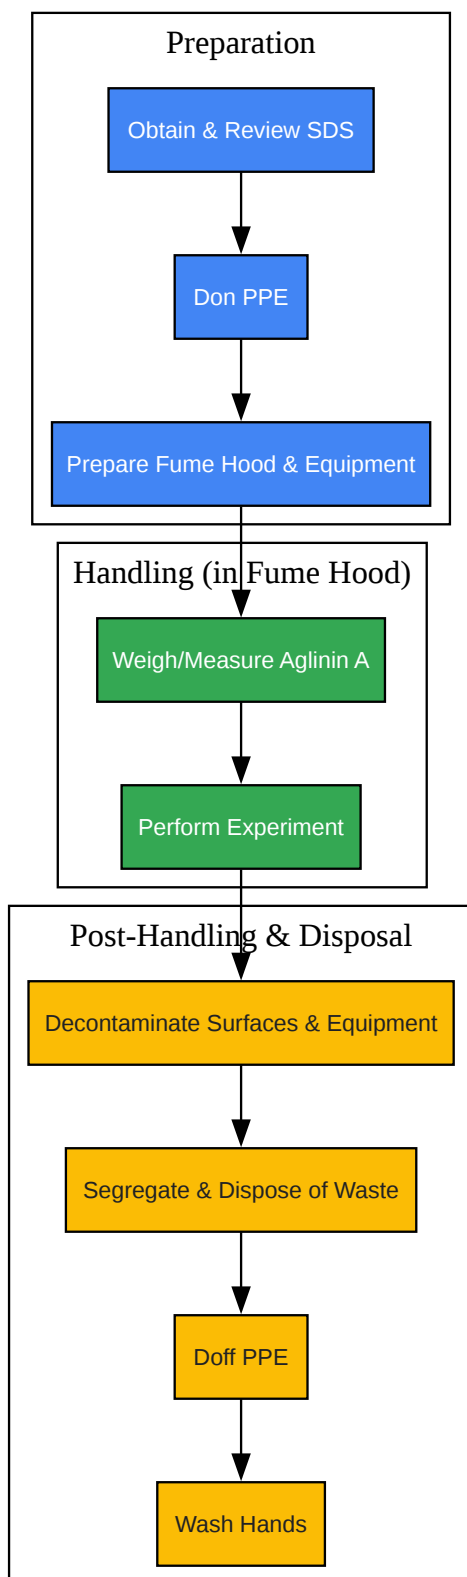 Preparation
Obtain & Review SDS
Don PPE
Prepare Fume Hood & Equipment
Handling (in Fume Hood)
Weigh/Measure Aglinin A
Perform Experiment
Post-Handling & Disposal
Decontaminate Surfaces & Equipment
Segregate & Dispose of Waste
Doff PPE
Wash Hands